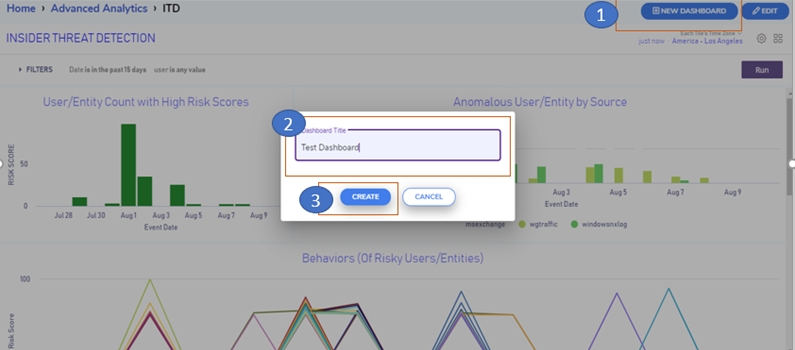 Home › Advanced Analytics › ITD
1
NEW DASHBOARD
EDIT
INSIDER THREAT DETECTION
Each Tile's Time Zone
just now · America - Los Angeles
FILTERS Date is in the past 15 days user is any value
Run
User/Entity Count with High Risk Scores
Anomalous User/Entity by Source
2
Dashboard Title
Test Dashboard
3
CREATE
CANCEL
RISK SCORE
50
0
Jul 28 Jul 30 Aug 1 Aug 3 Aug 5 Aug 7 Aug 9
Event Date
Aug 3 Aug 5 Aug 7 Aug 9
Event Date
msexchange wgtraffic windowsnxlog
Behaviors (Of Risky Users/Entities)
100
Risk Score